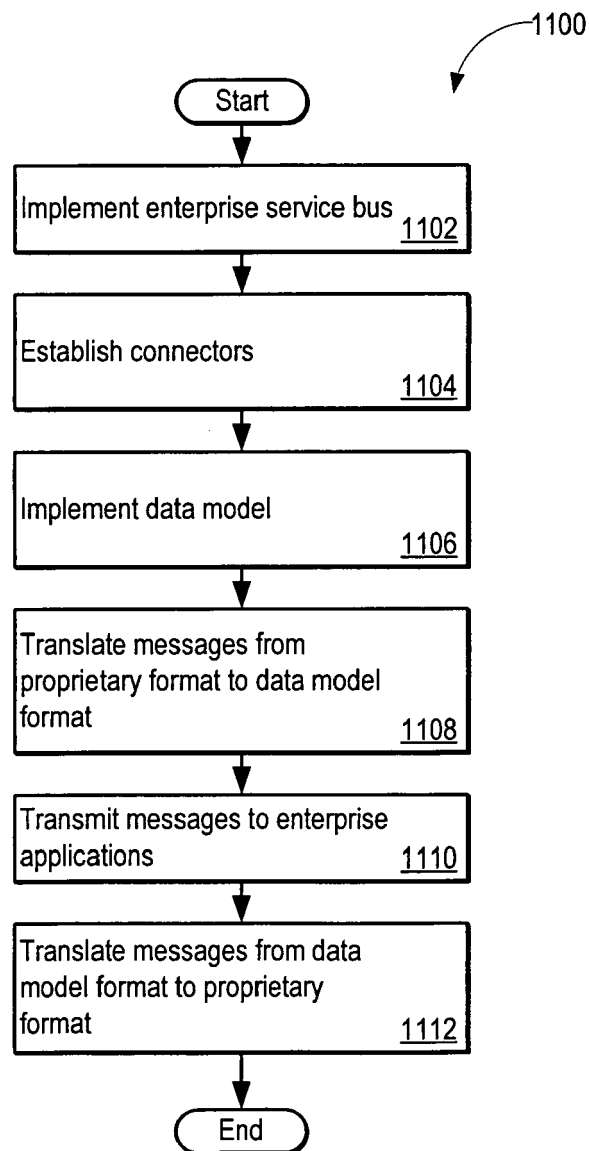 1100
Start
Implement enterprise service bus
1102
Establish connectors
1104
Implement data model
1106
Translate messages from
proprietary format to data model
format
1108
Transmit messages to enterprise
applications
1110
Translate messages from data
model format to proprietary
format
1112
End